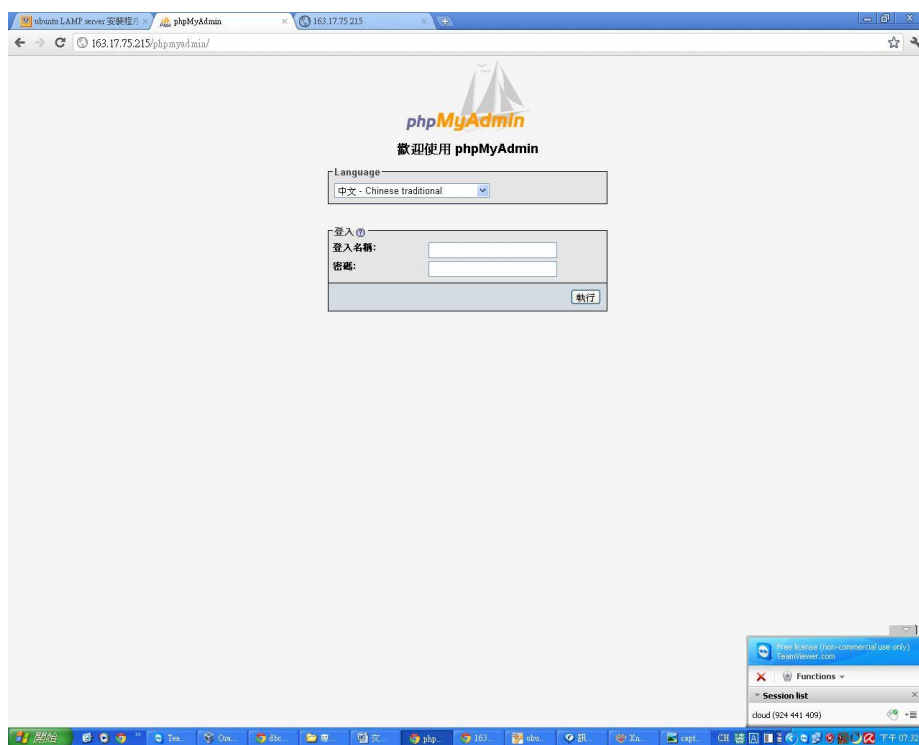 ubuntu LAMP server 安裝程序
phpMyAdmin
163.17.75.215
163.17.75.215/phpmyadmin/
phpMyAdmin
歡迎使用 phpMyAdmin
Language
中文 - Chinese traditional
登入
登入名稱:
密碼:
執行
Free license (non-commercial use only)
TeamViewer.com
Functions
Session list
cloud (924 441 409)
開始
Tea...
Ora...
dbc...
專...
文...
php...
163...
ubu...
訊...
Xn...
capt...
CH
下午 07:32